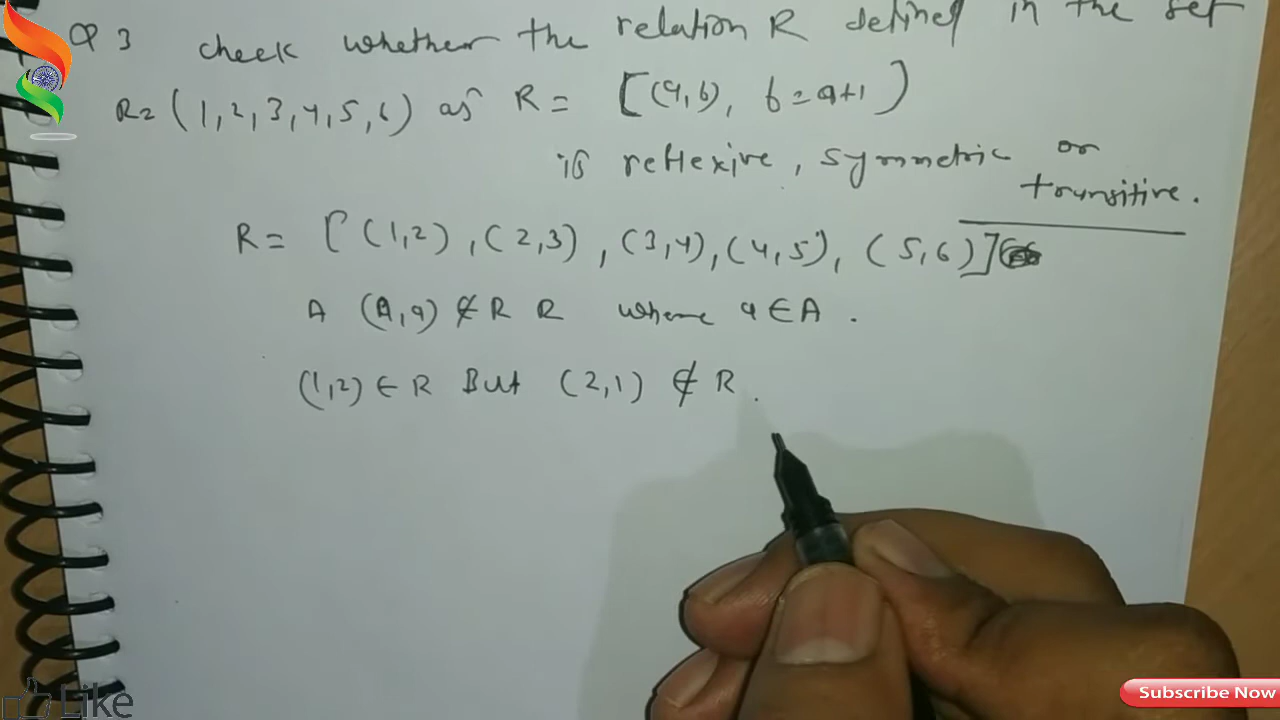 Q 3 check whether the relation R defined in the set
R= (1,2,3,4,5,6) as R= [(a,b), b=a+1)
is reflexive, symmetric or
transitive.
R= [(1,2),(2,3),(3,4),(4,5),(5,6)]
A (A,a) ∉ R R where a ∈ A.
(1,2) ∈ R But (2,1) ∉ R.
Like
Subscribe Now